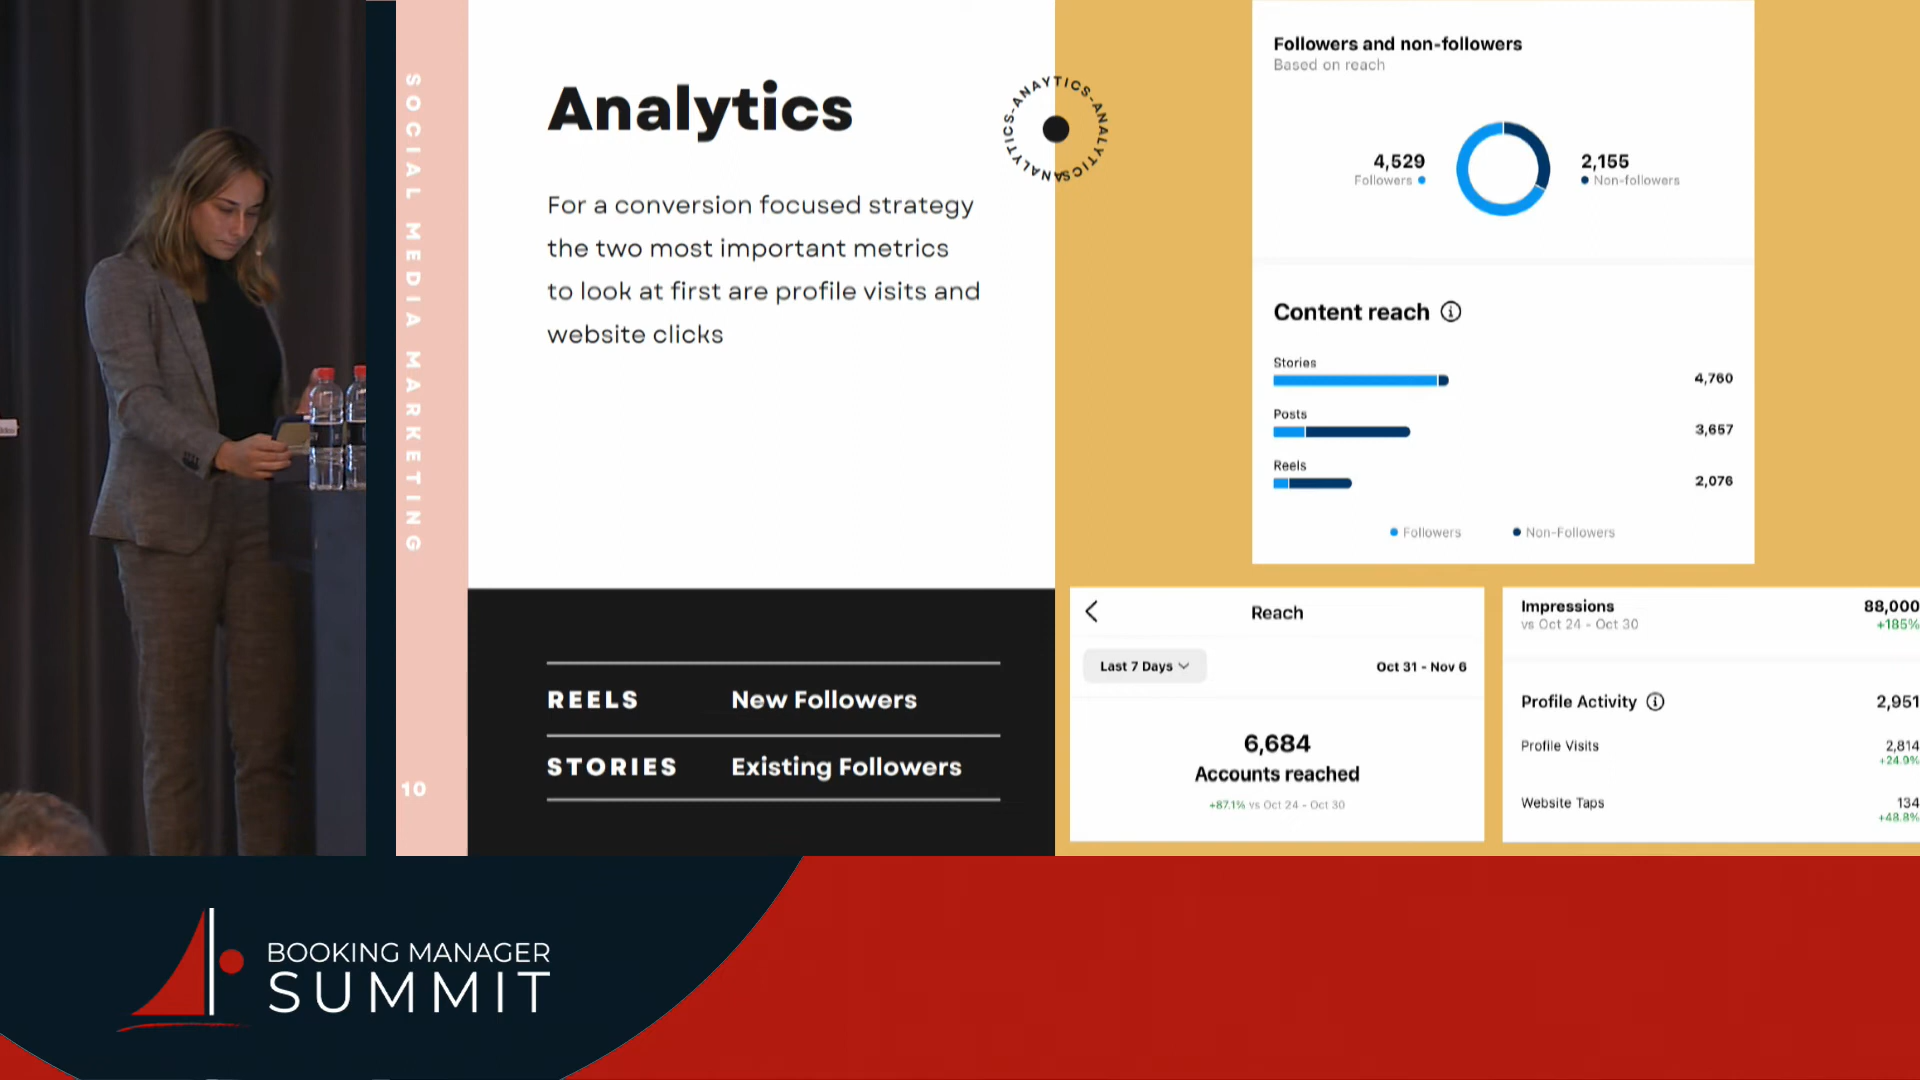 SOCIAL MEDIA MARKETING
10
Analytics
For a conversion focused strategy
the two most important metrics
to look at first are profile visits and
website clicks
ANAYTICS-ANALYTICSANALYTICS-
REELS New Followers
STORIES Existing Followers
Followers and non-followers
Based on reach
4,529
Followers
2,155
Non-followers
Content reach
Stories
4,760
Posts
3,657
Reels
2,076
Followers Non-Followers
Reach
Last 7 Days Oct 31 - Nov 6
6,684
Accounts reached
+87.1% vs Oct 24 - Oct 30
Impressions 88,000
vs Oct 24 - Oct 30 +185%
Profile Activity 2,951
Profile Visits 2,814
+24.9%
Website Taps 134
+48.8%
BOOKING MANAGER
SUMMIT